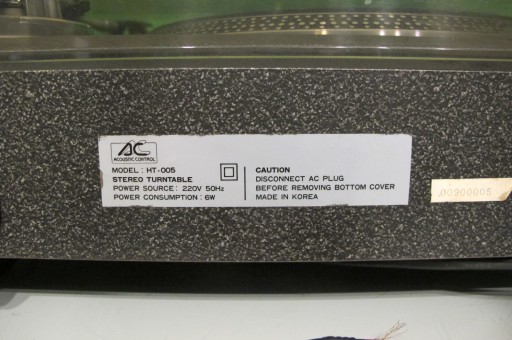 AC
ACOUSTIC CONTROL
MODEL : HT-005
STEREO TURNTABLE
POWER SOURCE : 220V 50Hz
POWER CONSUMPTION : 6W
CAUTION
DISCONNECT AC PLUG
BEFORE REMOVING BOTTOM COVER
MADE IN KOREA
00900005